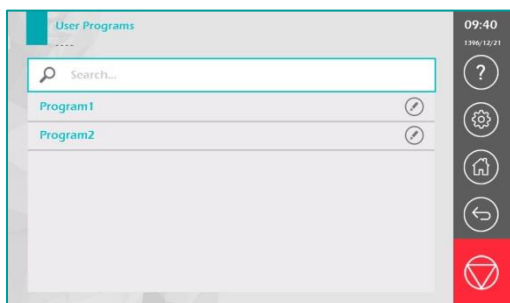 User Programs
----
Search...
Program1
Program2
09:40
1396/12/21
?